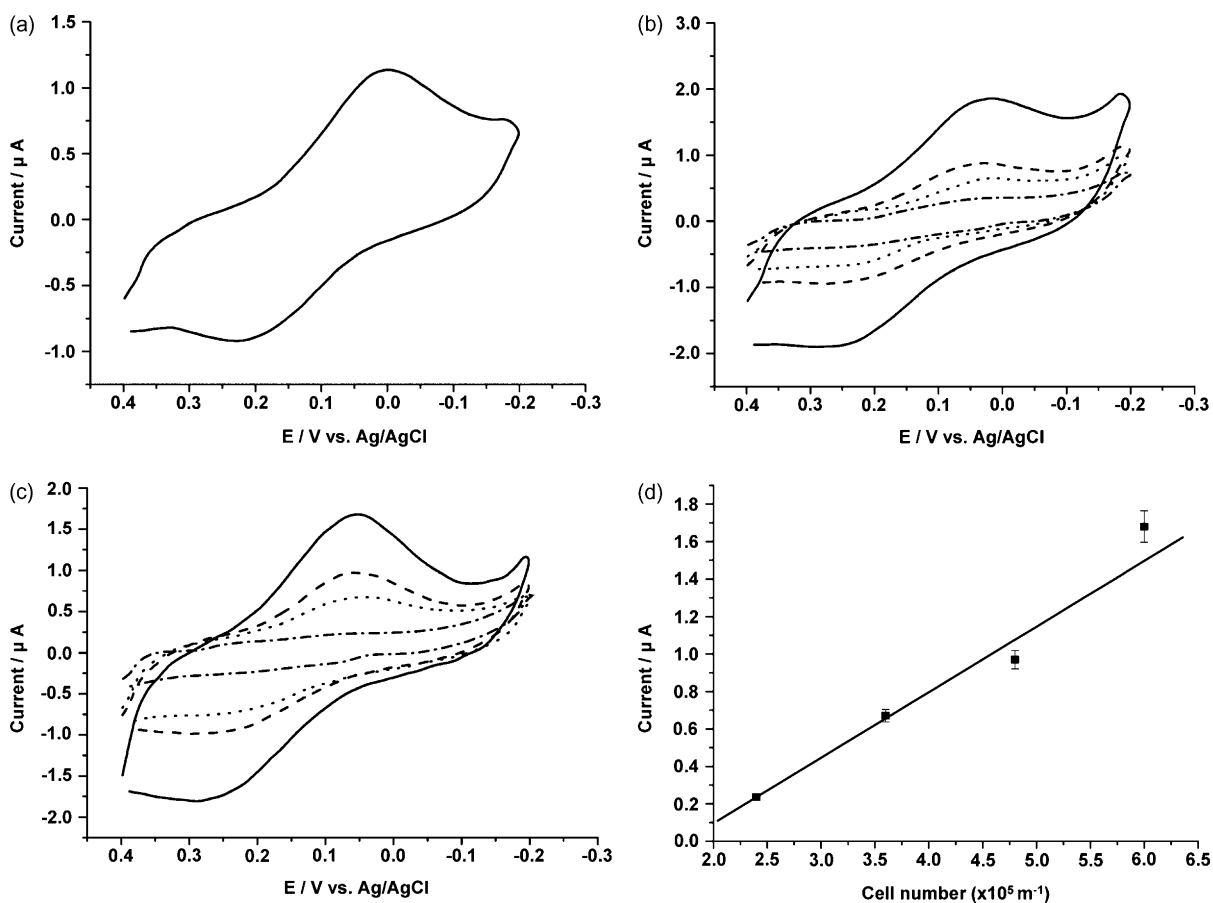 (a)
1.5
1.0
0.5
0.0
-0.5
-1.0
Current / µ A
0.4 0.3 0.2 0.1 0.0 -0.1 -0.2 -0.3
E / V vs. Ag/AgCl
(b)
3.0
2.0
1.0
0.0
-1.0
-2.0
Current / µ A
0.4 0.3 0.2 0.1 0.0 -0.1 -0.2 -0.3
E / V vs. Ag/AgCl
(c)
2.0
1.5
1.0
0.5
0.0
-0.5
-1.0
-1.5
-2.0
Current / µ A
0.4 0.3 0.2 0.1 0.0 -0.1 -0.2 -0.3
E / V vs. Ag/AgCl
(d)
1.8
1.6
1.4
1.2
1.0
0.8
0.6
0.4
0.2
0.0
Current / µ A
2.0 2.5 3.0 3.5 4.0 4.5 5.0 5.5 6.0 6.5
Cell number (x10⁵ m⁻¹)